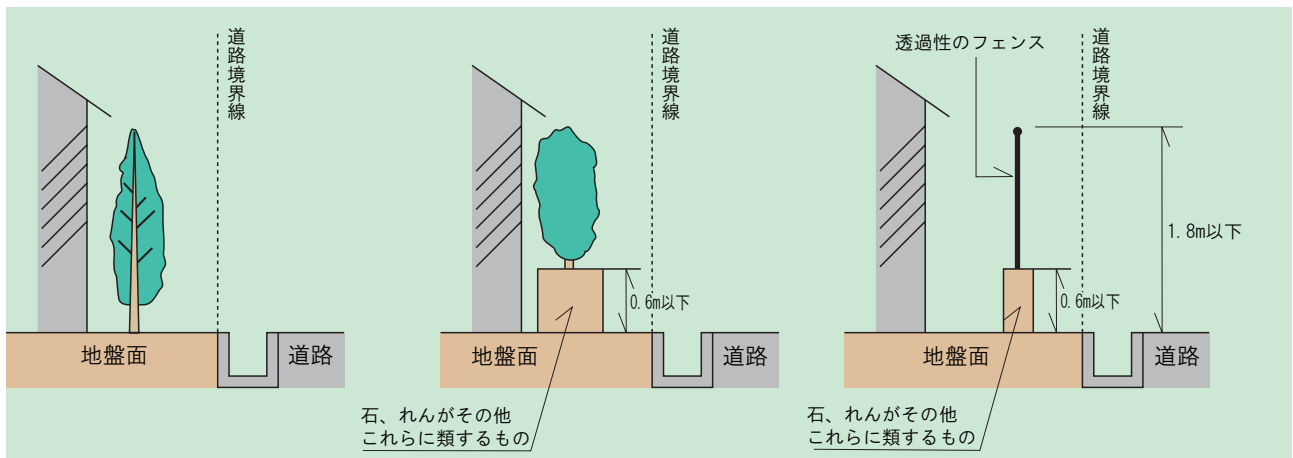 道路境界線
地盤面
道路
道路境界線
0.6m以下
地盤面
道路
石、れんがその他
これらに類するもの
透過性のフェンス
道路境界線
1.8m以下
0.6m以下
地盤面
道路
石、れんがその他
これらに類するもの